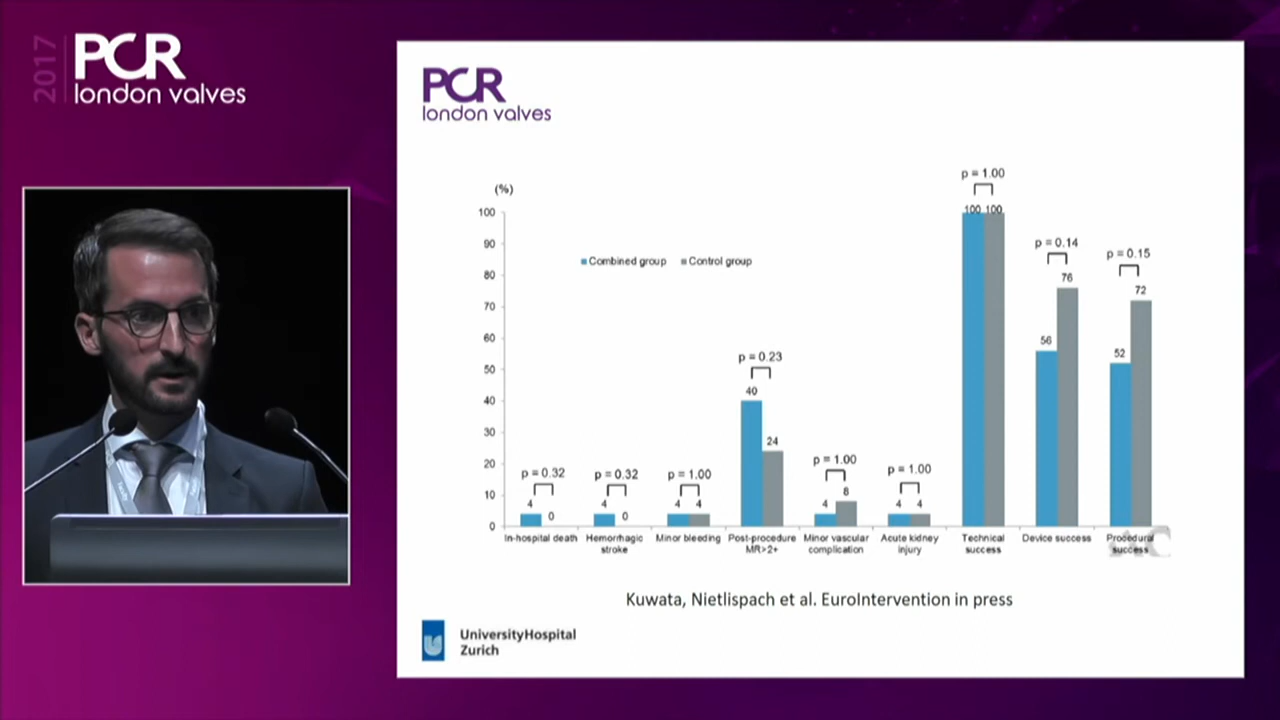 2017
PCR
london valves
PCR
london valves
(%)
100
90
80
70
60
50
40
30
20
10
0
Combined group
Control group
p = 0.32
4
0
p = 0.32
4
0
p = 1.00
4
4
p = 0.23
40
24
p = 1.00
4
8
p = 1.00
4
4
p = 1.00
100
100
p = 0.14
56
76
p = 0.15
52
72
In-hospital death
Hemorrhagic
stroke
Minor bleeding
Post-procedure
MR>2+
Minor vascular
complication
Acute kidney
injury
Technical
success
Device success
Procedural
success
Kuwata, Nietlispach et al. EuroIntervention in press
UniversityHospital
Zurich